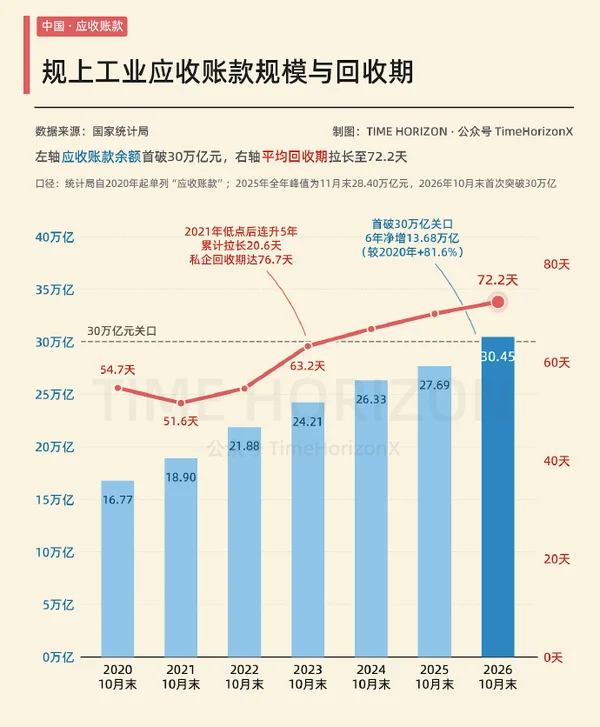 中国·应收账款
规上工业应收账款规模与回收期
数据来源：国家统计局
制图：TIME HORIZON · 公众号 TimeHorizonX
左轴应收账款余额首破30万亿元，右轴平均回收期拉长至72.2天
口径：统计局自2020年起单列“应收账款”；2025年全年峰值为11月末28.40万亿元，2026年10月末首次突破30万亿
2021年低点后连升5年
累计拉长20.6天
私企回收期达76.7天
首破30万亿关口
6年净增13.68万亿
（较2020年+81.6%）
40万亿
35万亿
30万亿
25万亿
20万亿
15万亿
10万亿
5万亿
0万亿
80天
60天
40天
20天
0天
30万亿元关口
54.7天
51.6天
63.2天
72.2天
16.77
18.90
21.88
24.21
26.33
27.69
30.45
TIME HORIZON
公众号 · TimeHorizonX
2020
10月末
2021
10月末
2022
10月末
2023
10月末
2024
10月末
2025
10月末
2026
10月末